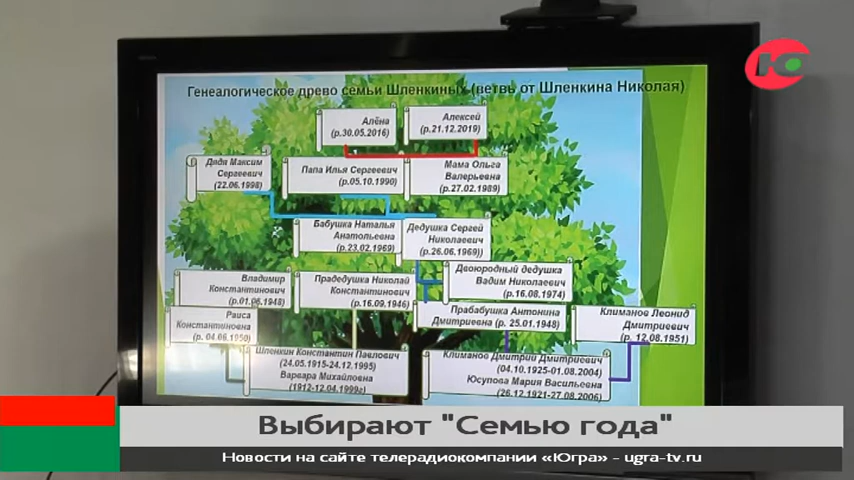 Генеалогическое древо семьи Шленкиных (ветвь от Шленкина Николая)
Алёна
(р.30.05.2016)
Алексей
(р.21.12.2019)
Дядя Максим
Сергеевич
(22.06.1998)
Папа Илья Сергеевич
(р.05.10.1990)
Мама Ольга
Валерьевна
(р.27.02.1989)
Бабушка Наталья
Анатольевна
(р.23.02.1969)
Дедушка Сергей
Николаевич
(р.26.06.1969))
Двоюродный дедушка
Вадим Николаевич
(р.16.08.1974)
Владимир
Константинович
(р.01.06.1948)
Прадедушка Николай
Константинович
(р.16.09.1946)
Прабабушка Антонина
Дмитриевна (р. 25.01.1948)
Климанов Леонид
Дмитриевич
(р. 12.08.1951)
Раиса
Константиновна
(р. 04.06.1950)
Шленкин Константин Павлович
(24.05.1915-24.12.1995)
Варвара Михайловна
(1912-12.04.1999г)
Климанов Дмитрий Дмитриевич
(04.10.1925-01.08.2004)
Юсупова Мария Васильевна
(26.12.1921-27.08.2006)
Ю
Выбирают "Семью года"
Новости на сайте телерадиокомпании «Югра» - ugra-tv.ru